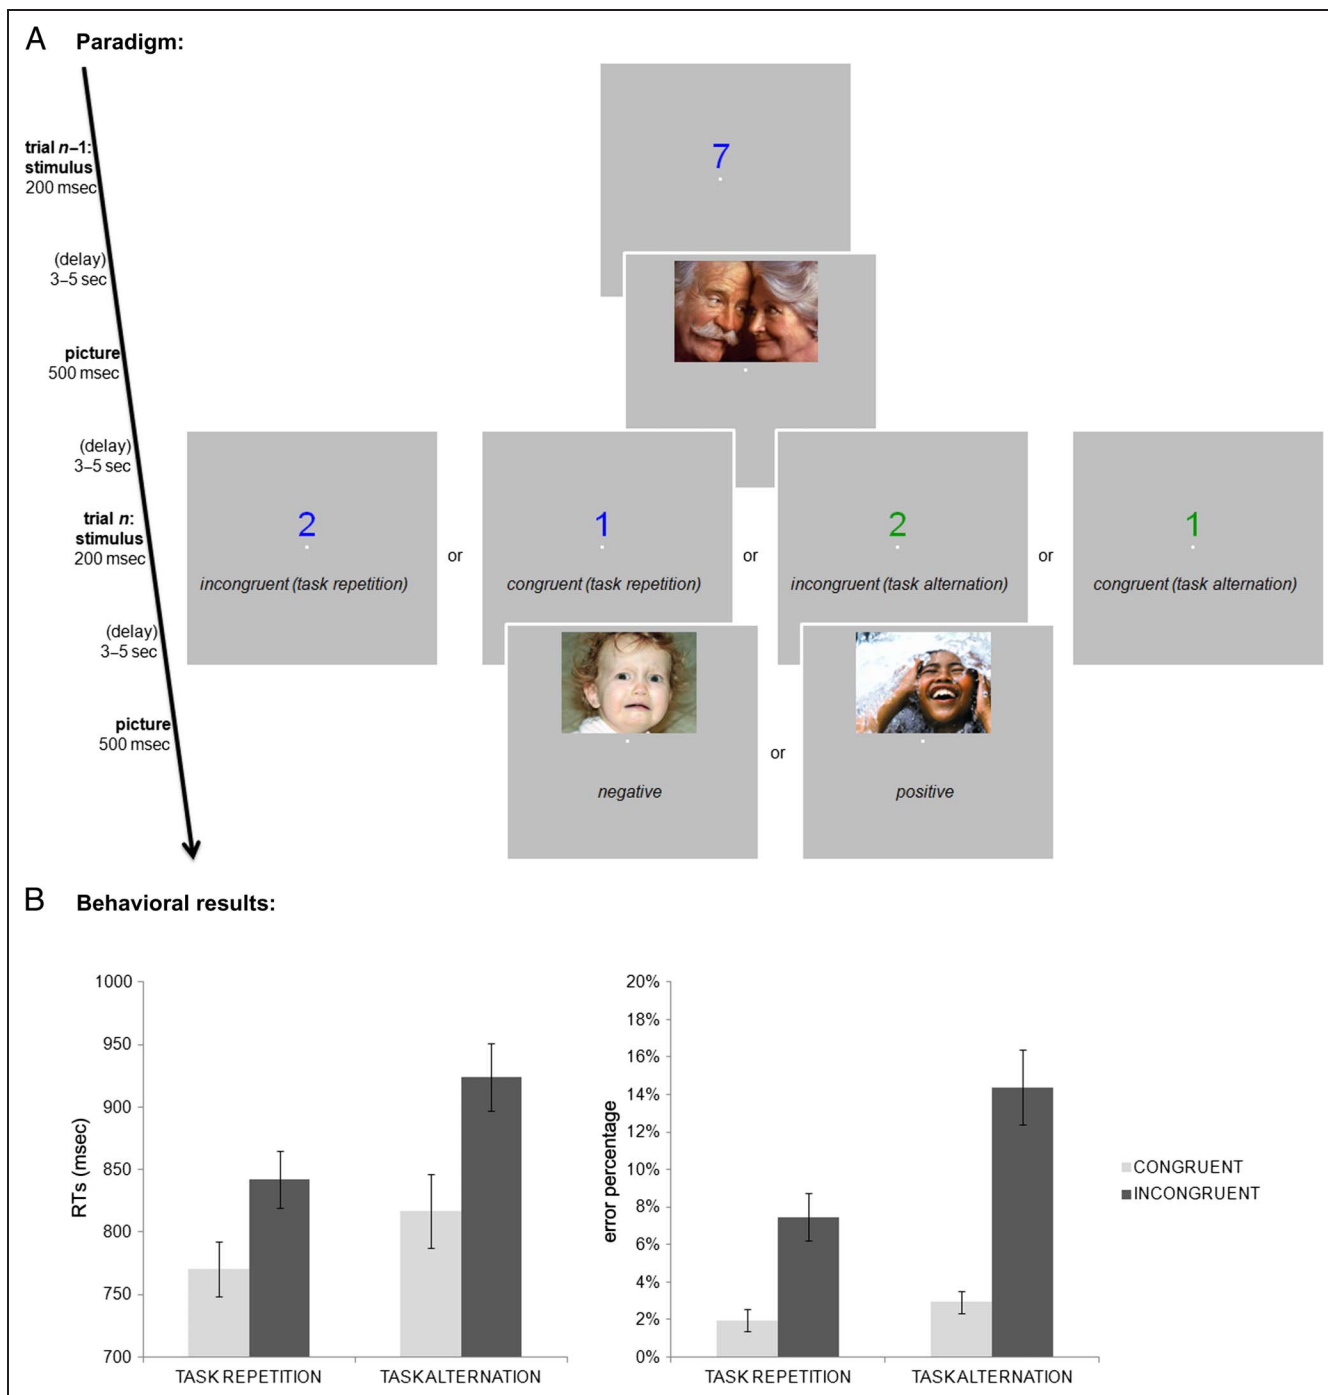 A Paradigm:
7
trial n–1:
stimulus
200 msec
(delay)
3–5 sec
picture
500 msec
(delay)
3–5 sec
trial n:
stimulus
200 msec
2
incongruent (task repetition)
or
1
congruent (task repetition)
or
2
incongruent (task alternation)
or
1
congruent (task alternation)
(delay)
3–5 sec
picture
500 msec
negative
or
positive
B Behavioral results:
RTs (msec)
1000
950
900
850
800
750
700
TASK REPETITION
TASK ALTERNATION
error percentage
20%
18%
16%
14%
12%
10%
8%
6%
4%
2%
0%
TASK REPETITION
TASK ALTERNATION
CONGRUENT
INCONGRUENT